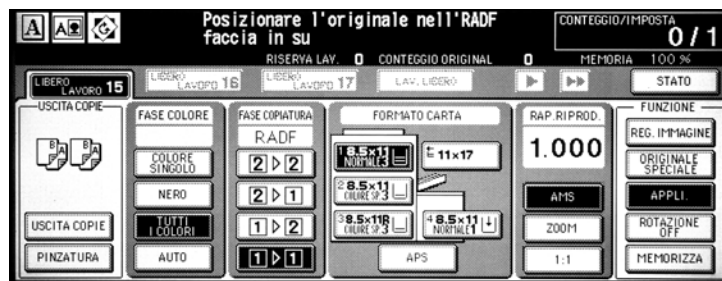 A A
Posizionare l'originale nell'RADF
faccia in su
CONTEGGIO/IMPOSTA
0/1
RISERVA LAV. 0 CONTEGGIO ORIGINAL 0 MEMORIA 100 %
LIBERO
LAVORO 15
LIBERO
LAVORO 16
LIBERO
LAVORO 17
LAV. LIBERO
STATO
USCITA COPIE
B A B A
USCITA COPIE
PINZATURA
FASE COLORE
COLORE
SINGOLO
NERO
TUTTI
I COLORI
AUTO
FASE COPIATURA
RADF
2 2
2 1
1 2
1 1
FORMATO CARTA
1 8.5x11
NORMALE3
11x17
2 8.5x11
COLORE SP.3
3 8.5x11R
COLORE SP.3
4 8.5x11
NORMALE1
APS
RAP.RIPROD.
1.000
AMS
ZOOM
1:1
FUNZIONE
REG. IMMAGINE
ORIGINALE
SPECIALE
APPLI.
ROTAZIONE
OFF
MEMORIZZA